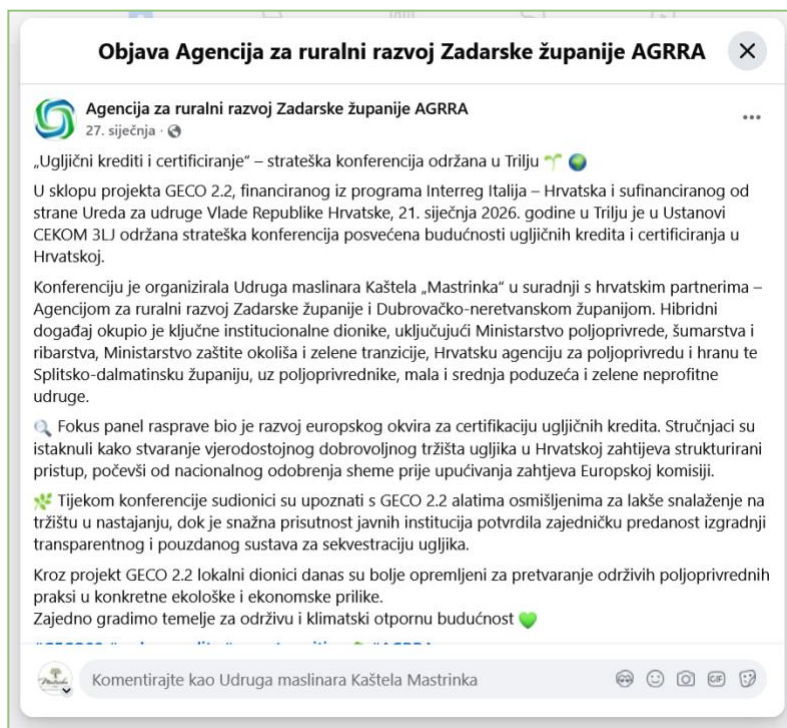 Objava Agencija za ruralni razvoj Zadarske županije AGRRA
Agencija za ruralni razvoj Zadarske županije AGRRA
27. siječnja ·
„Ugljični krediti i certificiranje“ – strateška konferencija održana u Trilju 🌱 🌍
U sklopu projekta GECO 2.2, financiranog iz programa Interreg Italija – Hrvatska i sufinanciranog od
strane Ureda za udruge Vlade Republike Hrvatske, 21. siječnja 2026. godine u Trilju je u Ustanovi
CEKOM 3LJ održana strateška konferencija posvećena budućnosti ugljičnih kredita i certificiranja u
Hrvatskoj.
Konferenciju je organizirala Udruga maslinara Kaštela „Mastrinka“ u suradnji s hrvatskim partnerima –
Agencijom za ruralni razvoj Zadarske županije i Dubrovačko-neretvanskom županijom. Hibridni
događaj okupio je ključne institucionalne dionike, uključujući Ministarstvo poljoprivrede, šumarstva i
ribarstva, Ministarstvo zaštite okoliša i zelene tranzicije, Hrvatsku agenciju za poljoprivredu i hranu te
Splitsko-dalmatinsku županiju, uz poljoprivrednike, mala i srednja poduzeća i zelene neprofitne
udruge.
🔍 Fokus panel rasprave bio je razvoj europskog okvira za certifikaciju ugljičnih kredita. Stručnjaci su
istaknuli kako stvaranje vjerodostojnog dobrovoljnog tržišta ugljika u Hrvatskoj zahtijeva strukturirani
pristup, počevši od nacionalnog odobrenja sheme prije upućivanja zahtjeva Europskoj komisiji.
🌿 Tijekom konferencije sudionici su upoznati s GECO 2.2 alatima osmišljenima za lakše snalaženje na
tržištu u nastajanju, dok je snažna prisutnost javnih institucija potvrdila zajedničku predanost izgradnji
transparentnog i pouzdanog sustava za sekvestraciju ugljika.
Kroz projekt GECO 2.2 lokalni dionici danas su bolje opremljeni za pretvaranje održivih poljoprivrednih
praksi u konkretne ekološke i ekonomske prilike.
Zajedno gradimo temelje za održivu i klimatski otpornu budućnost 💚
Komentirajte kao Udruga maslinara Kaštela Mastrinka
GIF